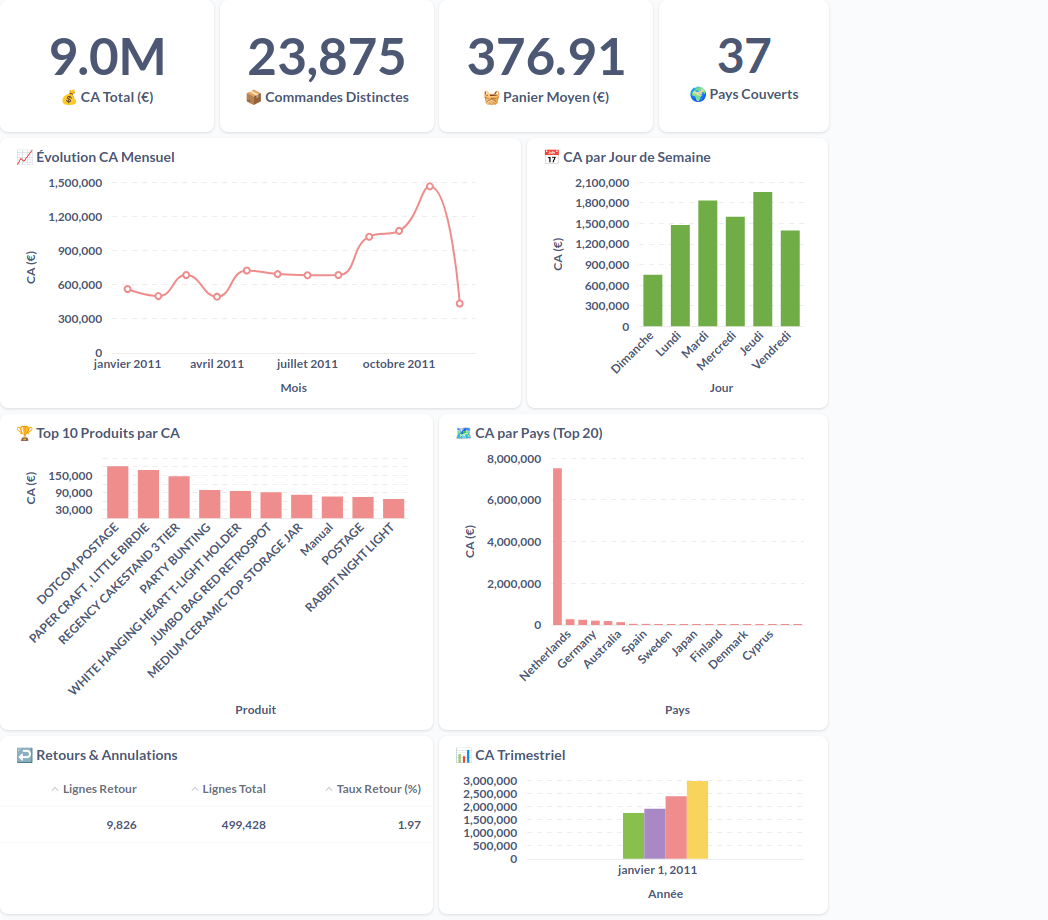 9.0M
💰 CA Total (€)
23,875
📦 Commandes Distinctes
376.91
🧺 Panier Moyen (€)
37
🌍 Pays Couverts
📈 Évolution CA Mensuel
1,500,000
1,200,000
900,000
600,000
300,000
0
CA (€)
janvier 2011 avril 2011 juillet 2011 octobre 2011
Mois
📅 CA par Jour de Semaine
2,100,000
1,800,000
1,500,000
1,200,000
900,000
600,000
300,000
0
CA (€)
Dimanche
Lundi
Mardi
Mercredi
Jeudi
Vendredi
Jour
🏆 Top 10 Produits par CA
150,000
90,000
30,000
CA (€)
DOTCOM POSTAGE
PAPER CRAFT , LITTLE BIRDIE
REGENCY CAKESTAND 3 TIER
PARTY BUNTING
WHITE HANGING HEART T-LIGHT HOLDER
JUMBO BAG RED RETROSPOT
MEDIUM CERAMIC TOP STORAGE JAR
Manual
POSTAGE
RABBIT NIGHT LIGHT
Produit
🗺️ CA par Pays (Top 20)
8,000,000
6,000,000
4,000,000
2,000,000
0
CA (€)
Netherlands
Germany
Australia
Spain
Sweden
Japan
Finland
Denmark
Cyprus
Pays
↩️ Retours & Annulations
Lignes Retour Lignes Total Taux Retour (%)
9,826 499,428 1.97
📊 CA Trimestriel
3,000,000
2,500,000
2,000,000
1,500,000
1,000,000
500,000
0
janvier 1, 2011
Année